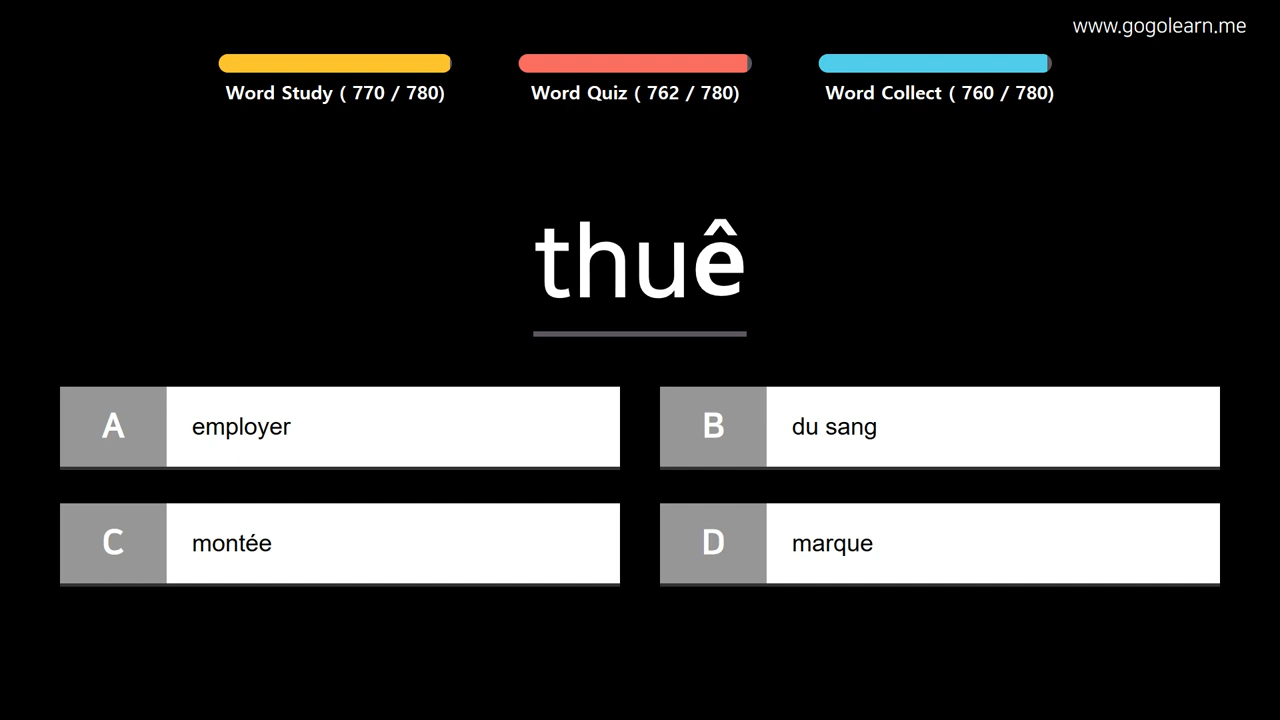 www.gogolearn.me
Word Study ( 770 / 780)
Word Quiz ( 762 / 780)
Word Collect ( 760 / 780)
thuê
A employer
B du sang
C montée
D marque